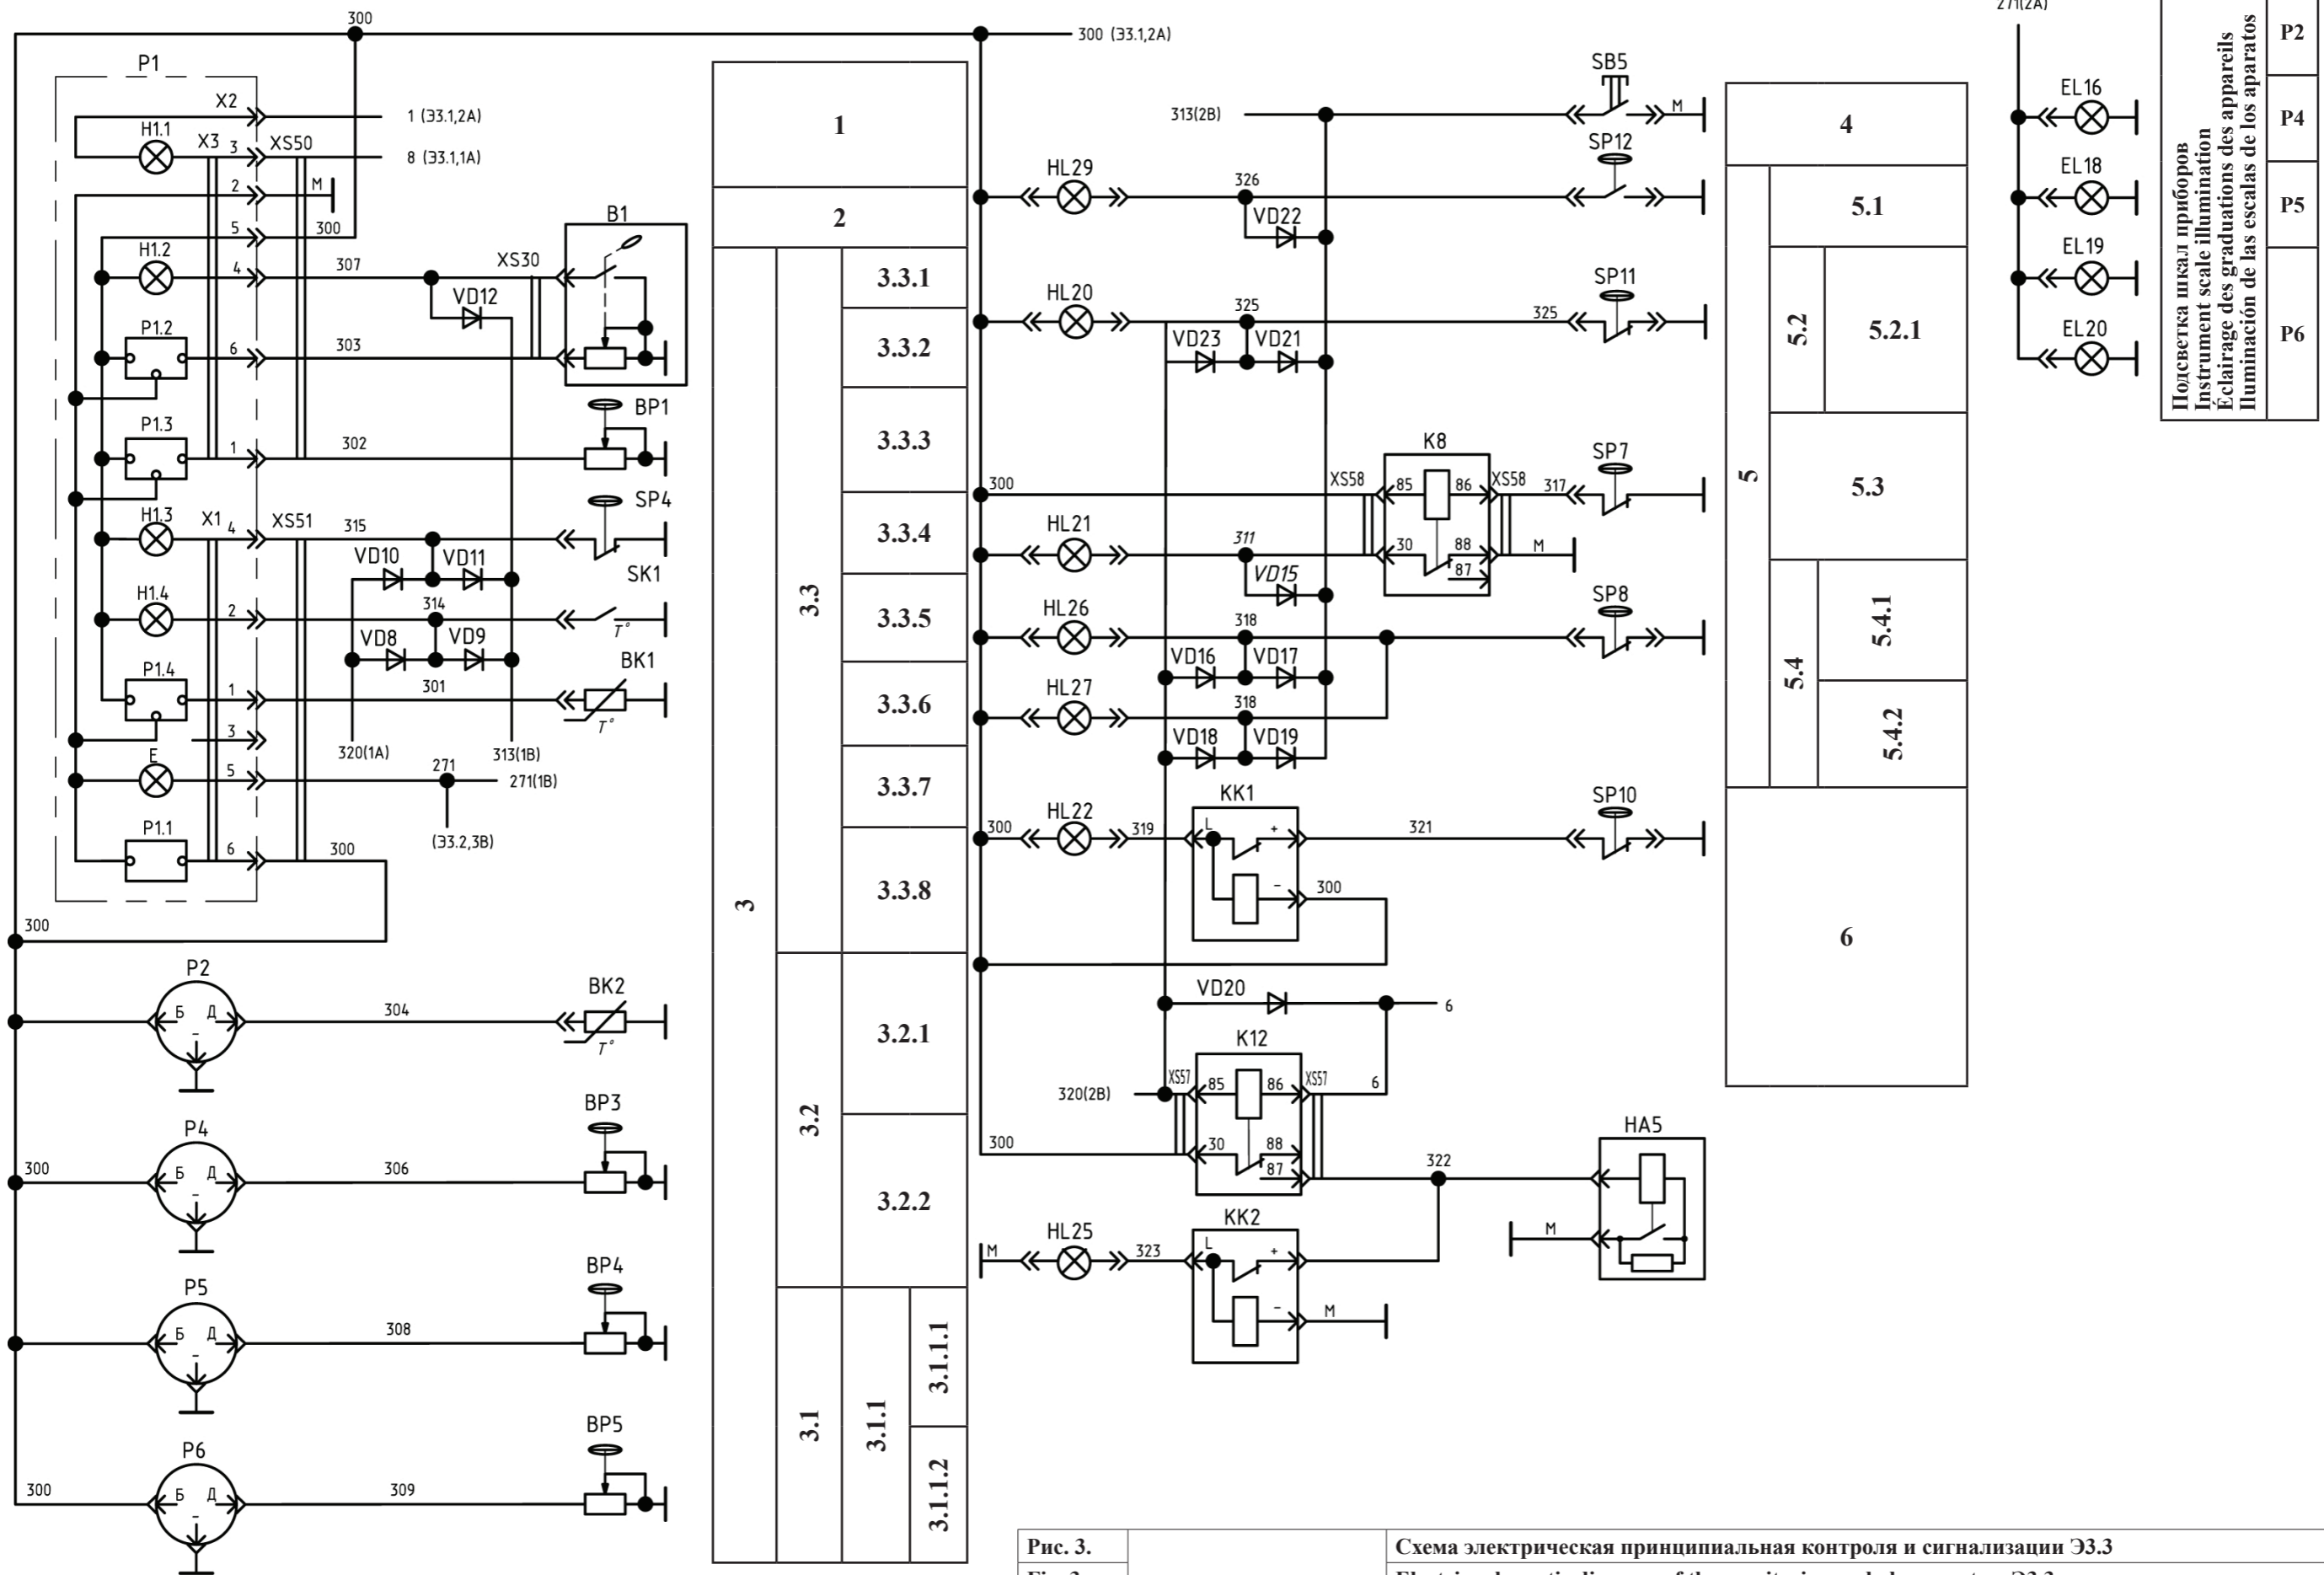 300
300 (Э3.1,2А)
271(2А)
P1
X2
1 (Э3.1,2А)
H1.1
X3
3
XS50
8 (Э3.1,1А)
2
M
5
300
H1.2
4
307
XS30
B1
VD12
P1.2
6
303
P1.3
BP1
1
302
H1.3
X1
4
XS51
315
SP4
VD10
VD11
SK1
H1.4
2
314
T°
VD8
VD9
BK1
P1.4
1
301
T°
3
320(1А)
313(1В)
E
5
271
271(1В)
P1.1
(Э3.2,3В)
6
300
300
P2
Б
Д
–
304
BK2
T°
P4
300
Б
Д
–
306
BP3
P5
Б
Д
–
308
BP4
P6
300
Б
Д
–
309
BP5
1
2
3
3.3
3.3.1
3.3.2
3.3.3
3.3.4
3.3.5
3.3.6
3.3.7
3.3.8
3.2
3.2.1
3.2.2
3.1
3.1.1
3.1.1.1
3.1.1.2
313(2В)
SB5
M
HL29
326
SP12
VD22
HL20
325
325
SP11
VD23
VD21
K8
300
XS58
85
86
XS58
317
SP7
HL21
311
30
88
87
M
VD15
HL26
318
SP8
VD16
VD17
HL27
318
VD18
VD19
HL22
300
319
KK1
L
+
–
321
SP10
300
VD20
6
K12
320(2В)
XS57
85
86
XS57
6
300
30
88
87
322
HA5
M
M
HL25
323
KK2
L
+
–
M
4
5
5.1
5.2
5.2.1
5.3
5.4
5.4.1
5.4.2
6
EL16
EL18
EL19
EL20
Подсветка шкал приборов
Instrument scale illumination
Éclairage des graduations des appareils
Iluminación de las escalas de los aparatos
P2
P4
P5
P6
Рис. 3.
Схема электрическая принципиальная контроля и сигнализации Э3.3